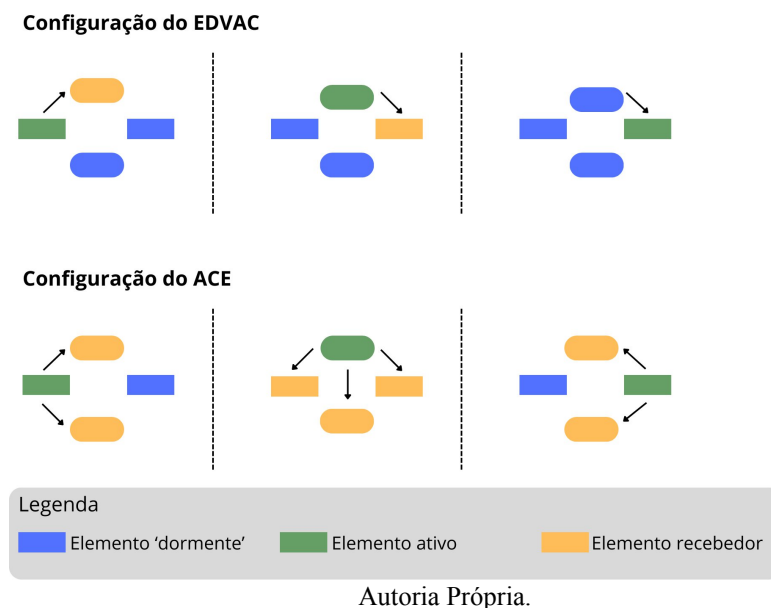 Configuração do EDVAC
Configuração do ACE
Legenda
Elemento ‘dormente’ Elemento ativo Elemento recebedor
Autoria Própria.